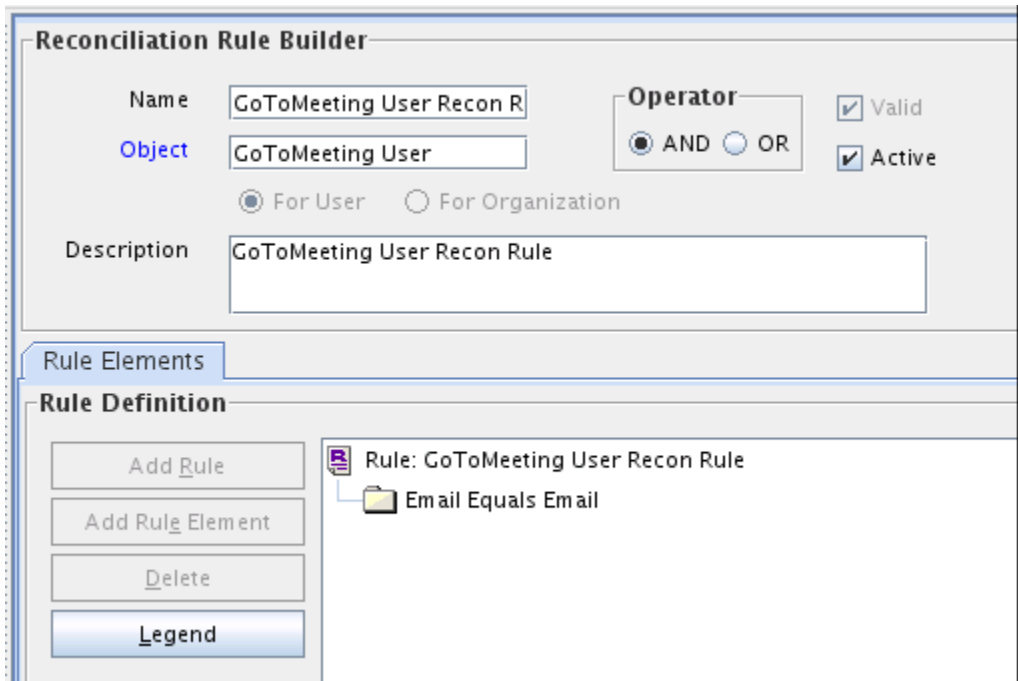 Reconciliation Rule Builder
Name GoToMeeting User Recon R
Operator
Valid
Object GoToMeeting User
AND OR
Active
For User For Organization
Description GoToMeeting User Recon Rule
Rule Elements
Rule Definition
Add Rule
Rule: GoToMeeting User Recon Rule
Add Rule Element
Email Equals Email
Delete
Legend